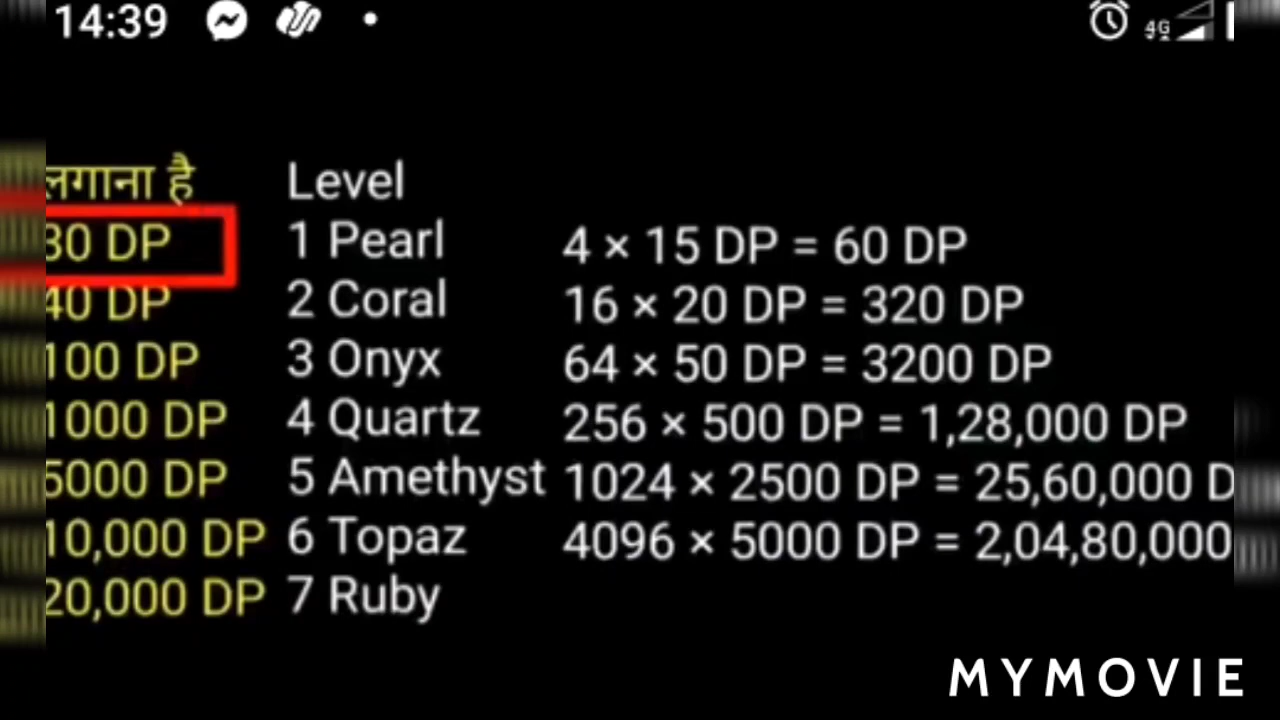 14:39 4G
लगाना है Level
30 DP 1 Pearl 4 × 15 DP = 60 DP
40 DP 2 Coral 16 × 20 DP = 320 DP
100 DP 3 Onyx 64 × 50 DP = 3200 DP
1000 DP 4 Quartz 256 × 500 DP = 1,28,000 DP
5000 DP 5 Amethyst 1024 × 2500 DP = 25,60,000 D
10,000 DP 6 Topaz 4096 × 5000 DP = 2,04,80,000
20,000 DP 7 Ruby
MYMOVIE